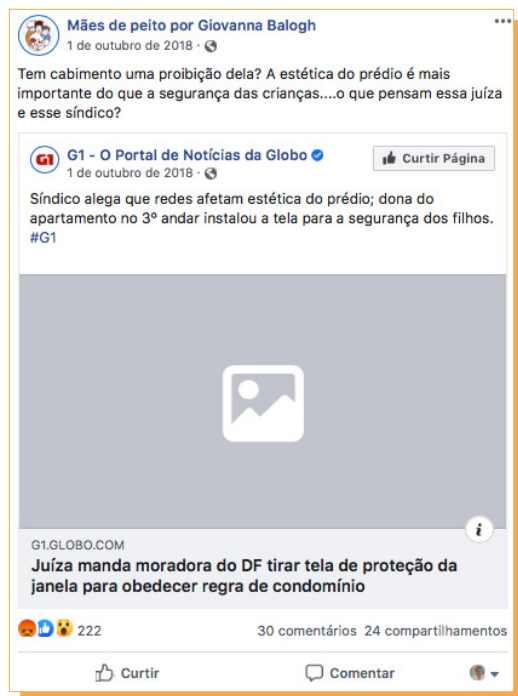 Mães de peito por Giovanna Balogh
1 de outubro de 2018 ·
Tem cabimento uma proibição dela? A estética do prédio é mais
importante do que a segurança das crianças....o que pensam essa juíza
e esse síndico?
G1
G1 - O Portal de Notícias da Globo
Curtir Página
1 de outubro de 2018 ·
Síndico alega que redes afetam estética do prédio; dona do
apartamento no 3º andar instalou a tela para a segurança dos filhos.
#G1
i
G1.GLOBO.COM
Juíza manda moradora do DF tirar tela de proteção da
janela para obedecer regra de condomínio
222
30 comentários 24 compartilhamentos
Curtir
Comentar